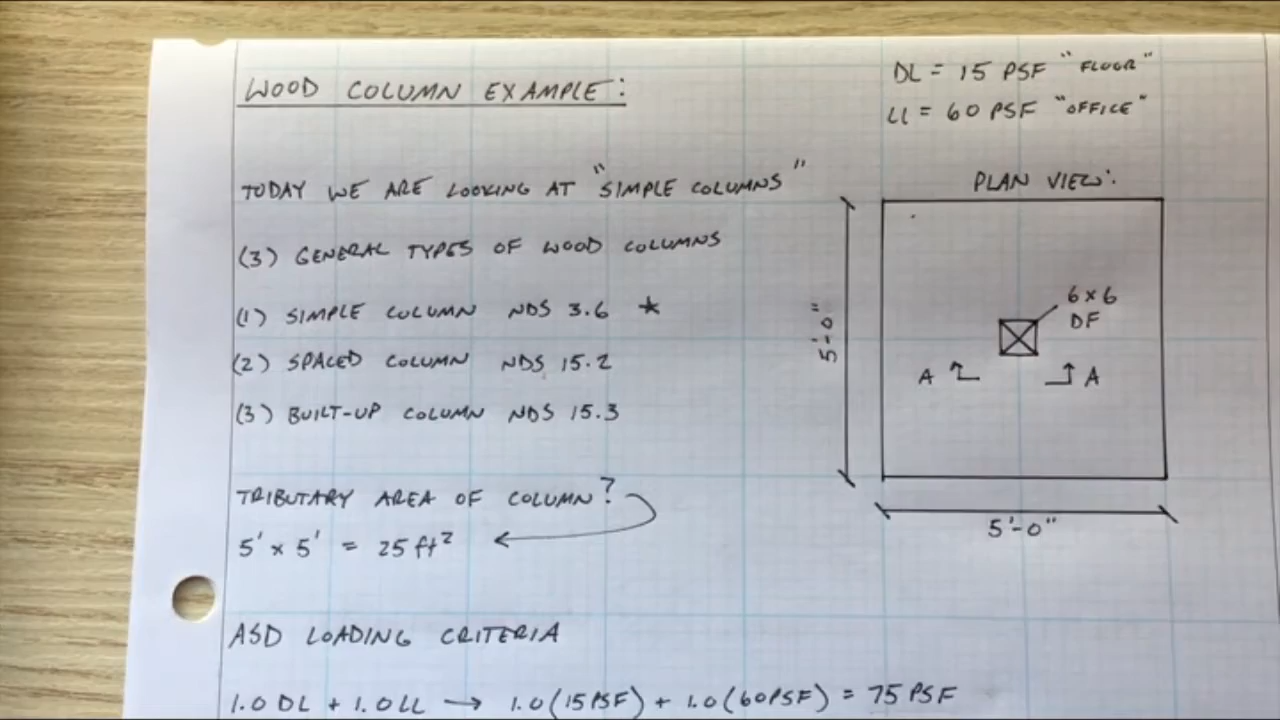 WOOD COLUMN EXAMPLE:
DL = 15 PSF "FLOOR"
LL = 60 PSF "OFFICE"
TODAY WE ARE LOOKING AT "SIMPLE COLUMNS"
(3) GENERAL TYPES OF WOOD COLUMNS
(1) SIMPLE COLUMN NDS 3.6 ★
(2) SPACED COLUMN NDS 15.2
(3) BUILT-UP COLUMN NDS 15.3
TRIBUTARY AREA OF COLUMN?
5' × 5' = 25 ft²
PLAN VIEW:
5'-0"
6×6
DF
A A
5'-0"
ASD LOADING CRITERIA
1.0 DL + 1.0 LL → 1.0(15PSF) + 1.0(60PSF) = 75 PSF